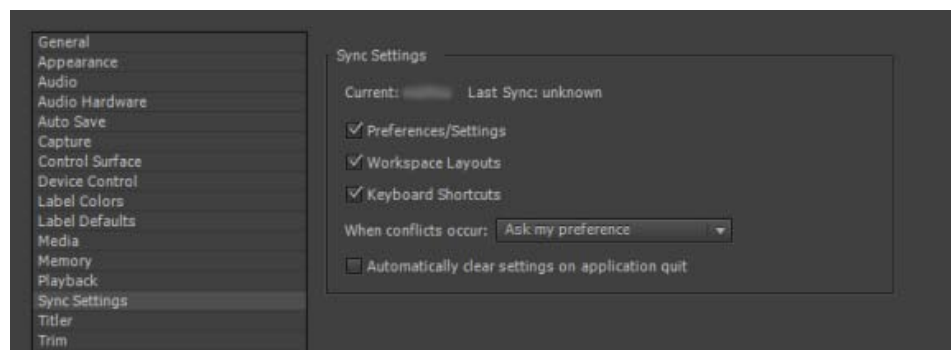 General
Appearance
Audio
Audio Hardware
Auto Save
Capture
Control Surface
Device Control
Label Colors
Label Defaults
Media
Memory
Playback
Sync Settings
Titler
Trim
Sync Settings
Current: Last Sync: unknown
Preferences/Settings
Workspace Layouts
Keyboard Shortcuts
When conflicts occur: Ask my preference
Automatically clear settings on application quit